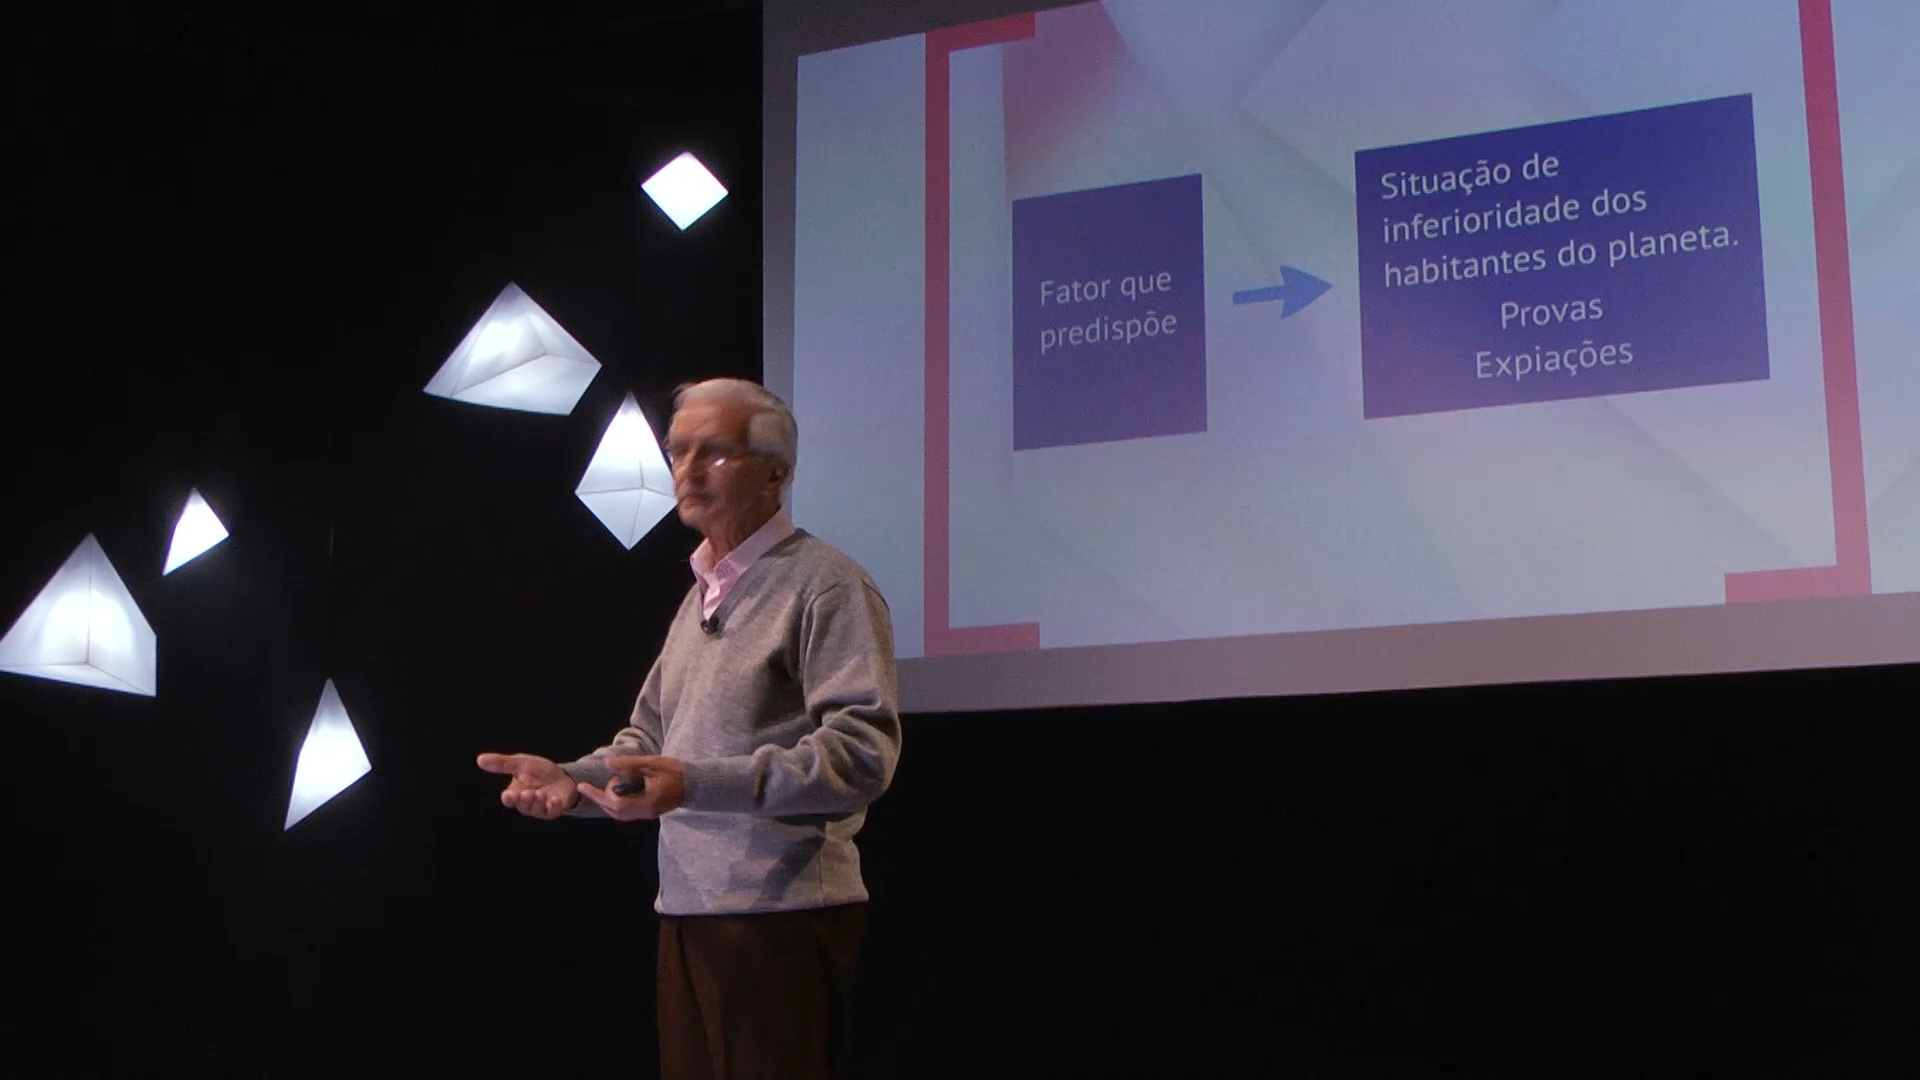 Fator que
predispõe
Situação de
inferioridade dos
habitantes do planeta.
Provas
Expiações